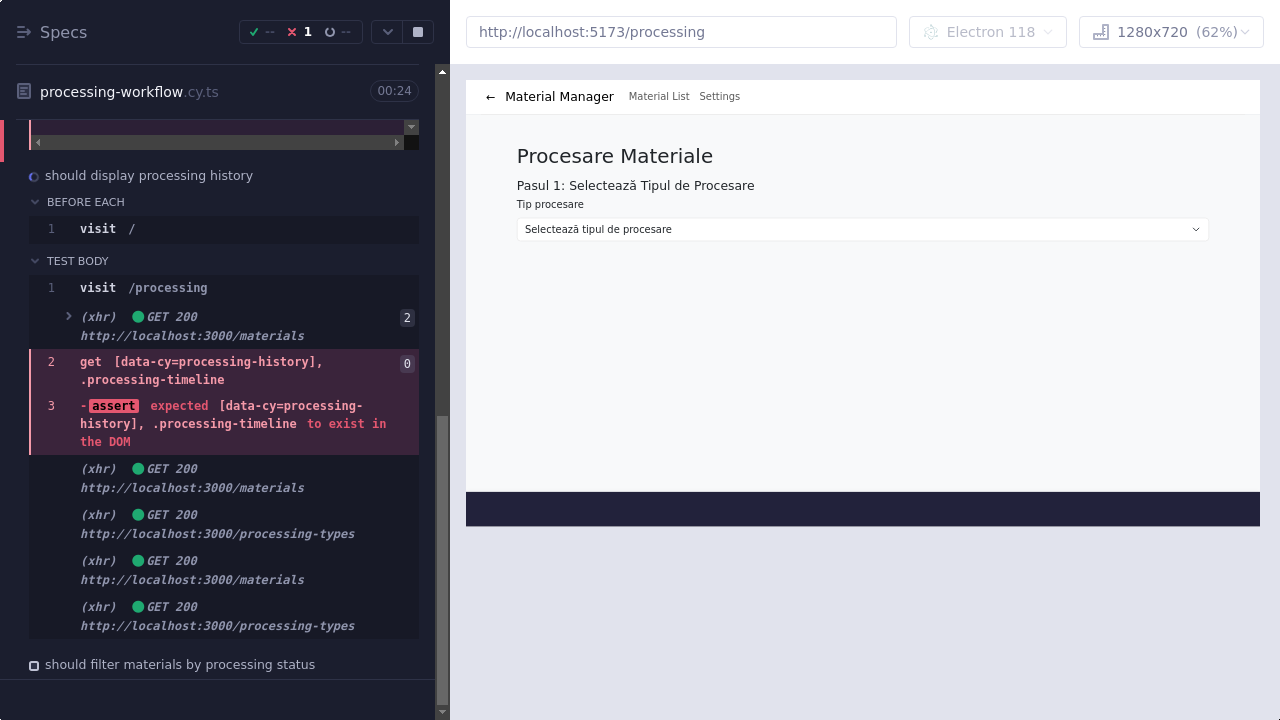 Specs
-- 1 --
processing-workflow.cy.ts 00:24
should display processing history
BEFORE EACH
1 visit /
TEST BODY
1 visit /processing
(xhr) GET 200 2
http://localhost:3000/materials
2 get [data-cy=processing-history], 0
.processing-timeline
3 -assert expected [data-cy=processing-
history], .processing-timeline to exist in
the DOM
(xhr) GET 200
http://localhost:3000/materials
(xhr) GET 200
http://localhost:3000/processing-types
(xhr) GET 200
http://localhost:3000/materials
(xhr) GET 200
http://localhost:3000/processing-types
should filter materials by processing status
http://localhost:5173/processing Electron 118 1280x720 (62%)
← Material Manager Material List Settings
Procesare Materiale
Pasul 1: Selectează Tipul de Procesare
Tip procesare
Selectează tipul de procesare